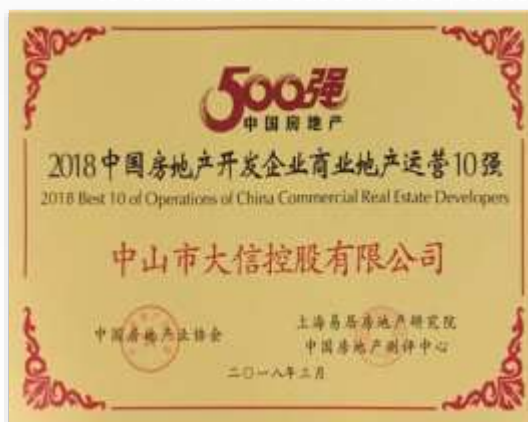 500强
中国房地产
2018中国房地产开发企业商业地产运营10强
2018 Best 10 of Operations of China Commercial Real Estate Developers
中山市大信控股有限公司
中国房地产业协会
上海易居房地产研究院
中国房地产测评中心
二〇一八年三月